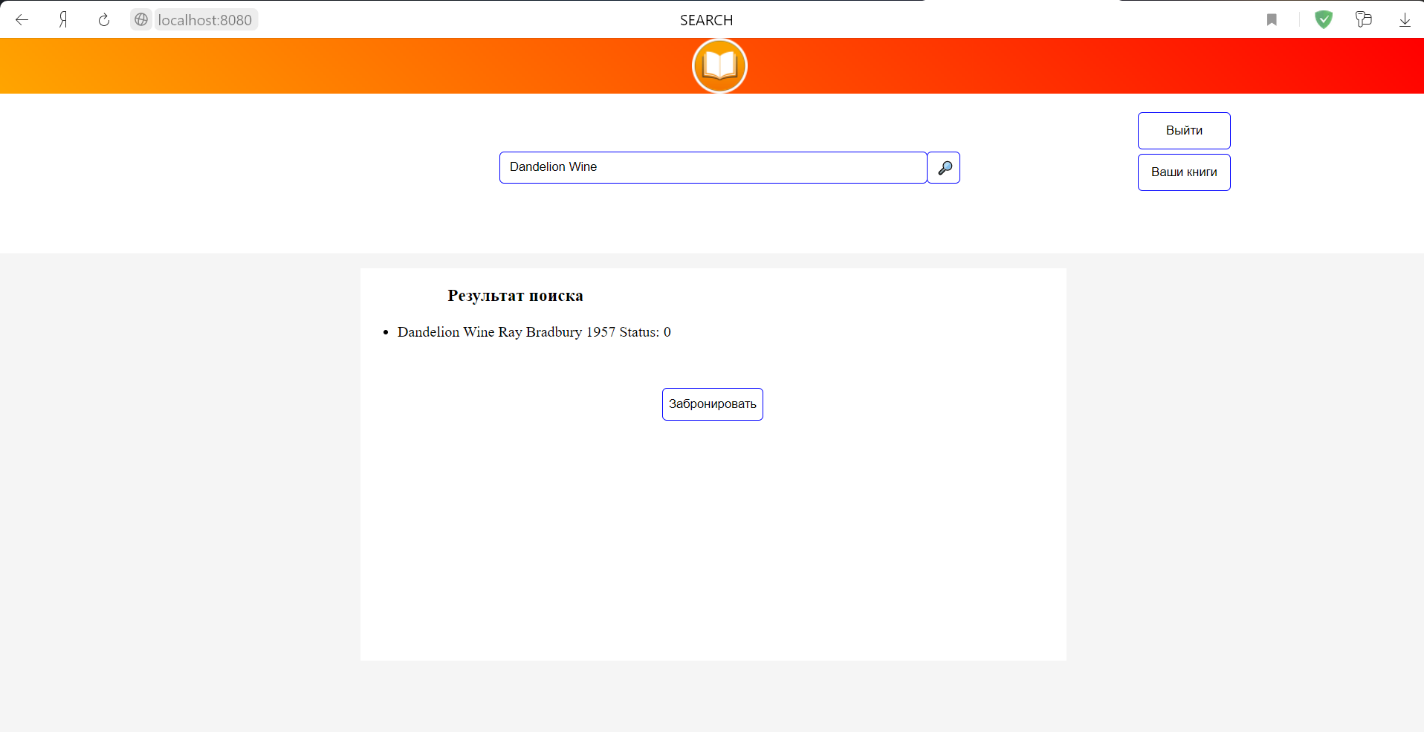 Я localhost:8080 SEARCH
Выйти
Dandelion Wine
Ваши книги
Результат поиска
Dandelion Wine Ray Bradbury 1957 Status: 0
Забронировать